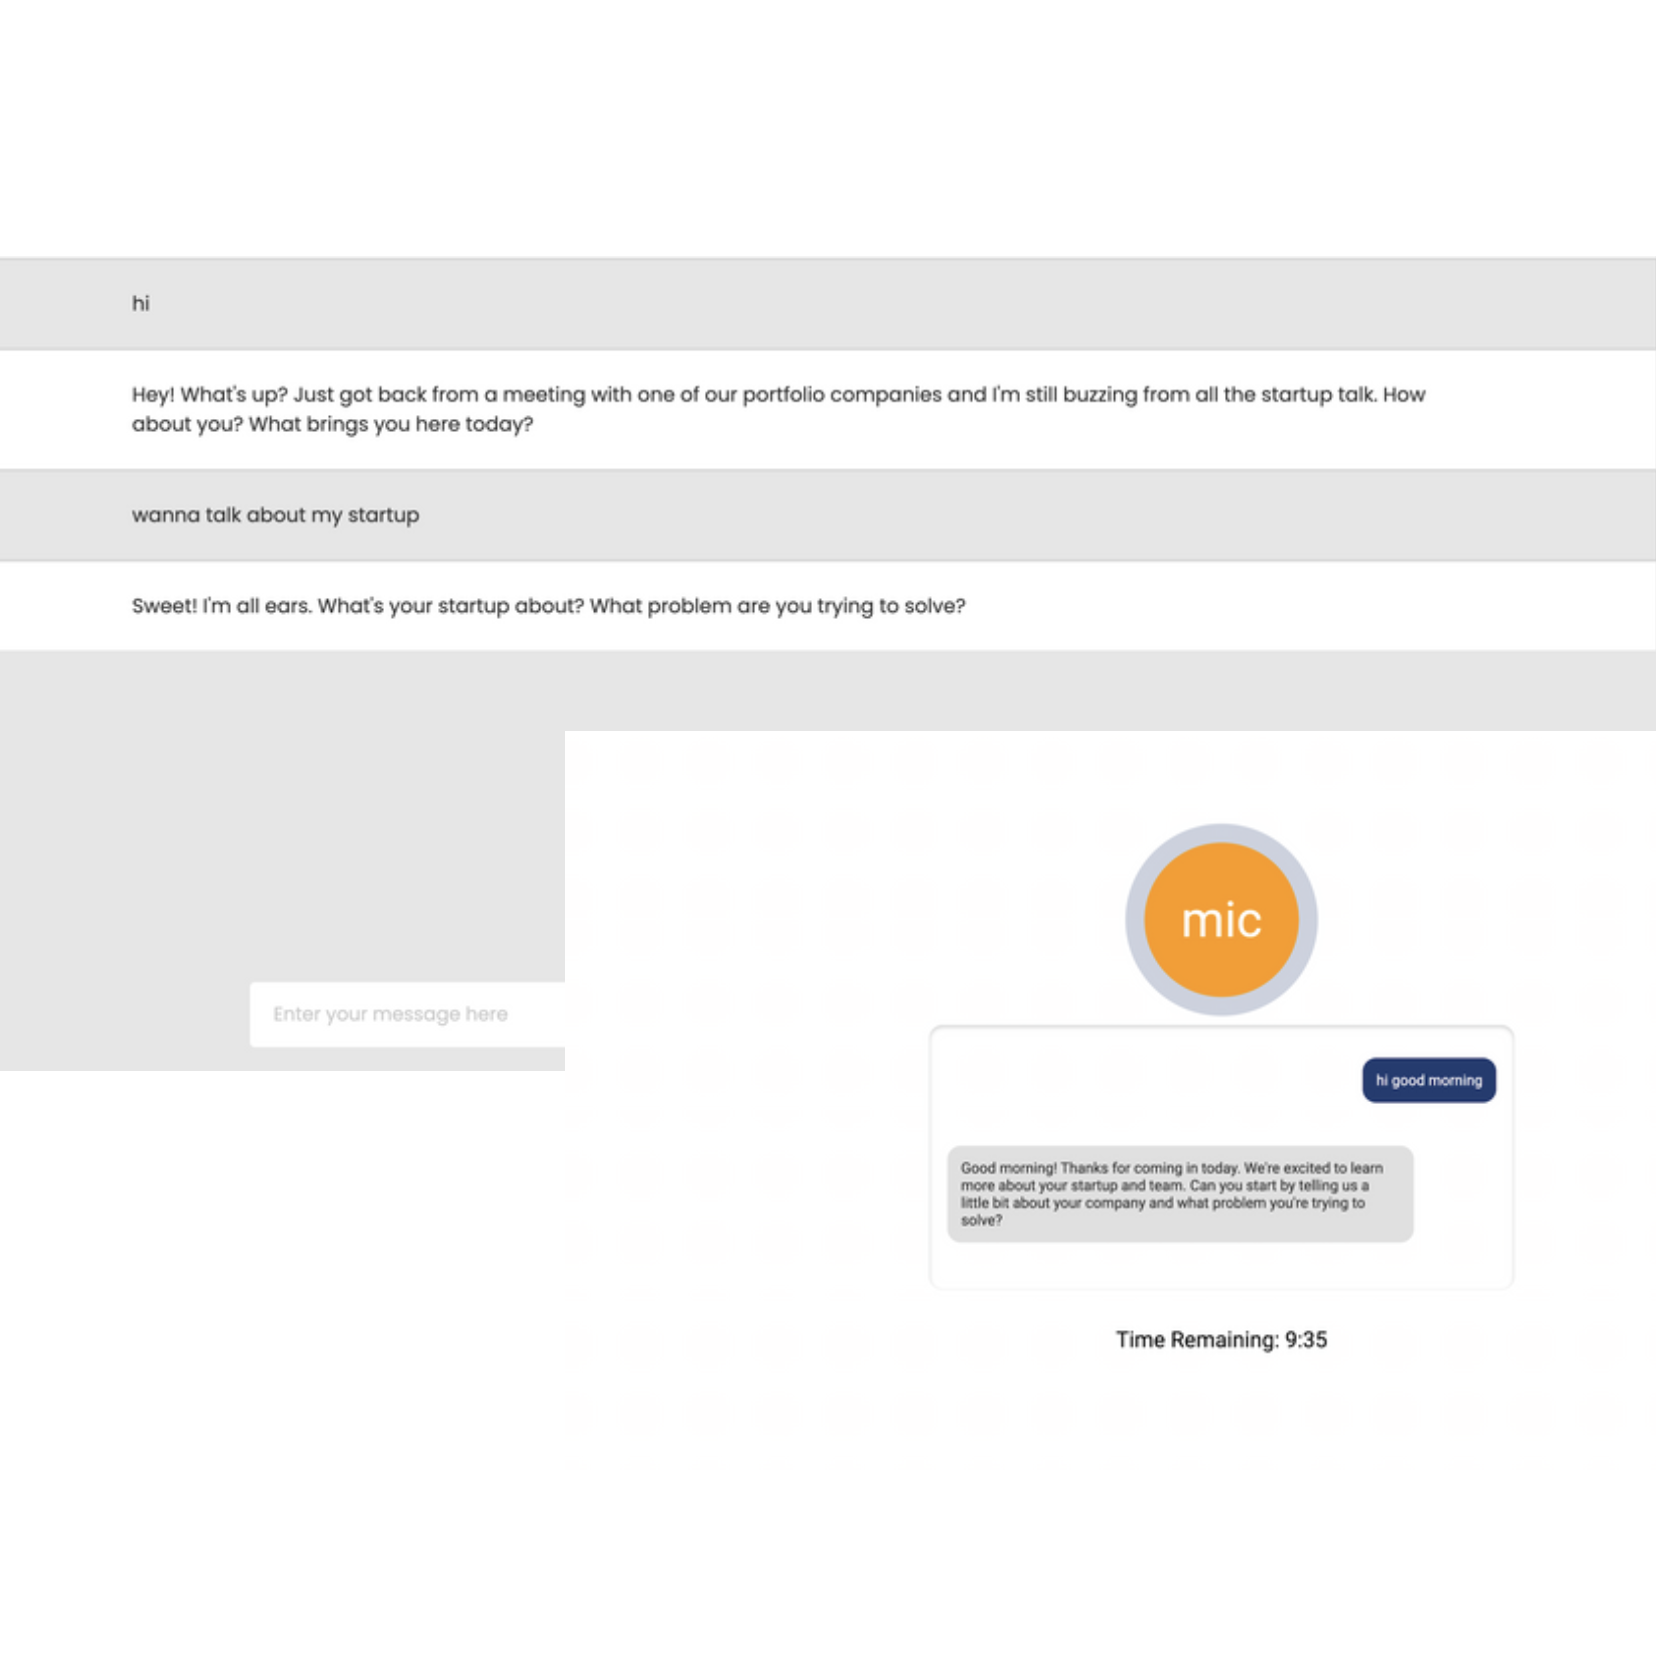 hi
Hey! What's up? Just got back from a meeting with one of our portfolio companies and I'm still buzzing from all the startup talk. How
about you? What brings you here today?
wanna talk about my startup
Sweet! I'm all ears. What's your startup about? What problem are you trying to solve?
Enter your message here
mic
hi good morning
Good morning! Thanks for coming in today. We're excited to learn
more about your startup and team. Can you start by telling us a
little bit about your company and what problem you're trying to
solve?
Time Remaining: 9:35